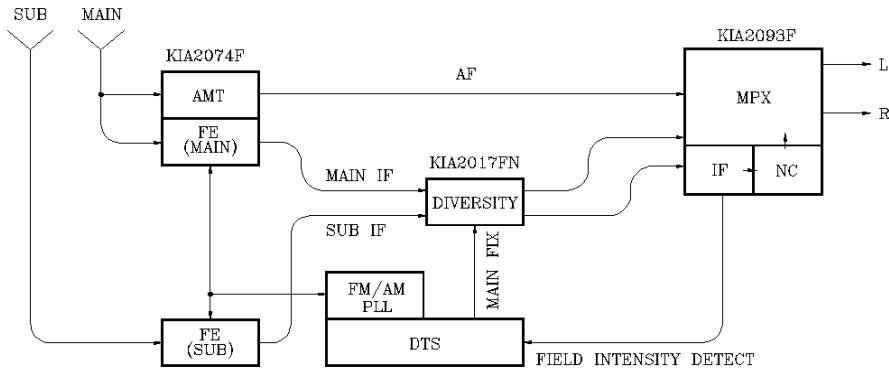 SUB
MAIN
KIA2074F
KIA2093F
AMT
AF
MPX
L
R
FE
(MAIN)
KIA2017FN
MAIN IF
IF
NC
DIVERSITY
SUB IF
MAIN FIX
FM/AM
PLL
FE
(SUB)
DTS
FIELD INTENSITY DETECT